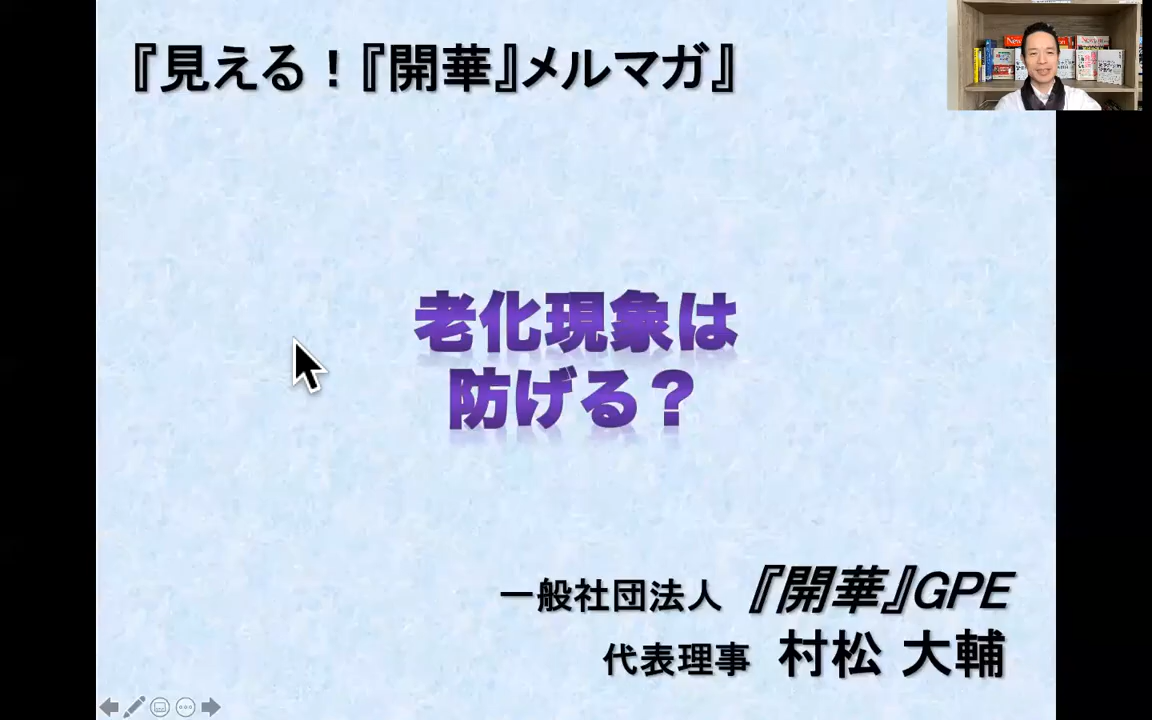 『見える！『開華』メルマガ』
老化現象は
防げる？
一般社団法人 『開華』GPE
代表理事 村松 大輔